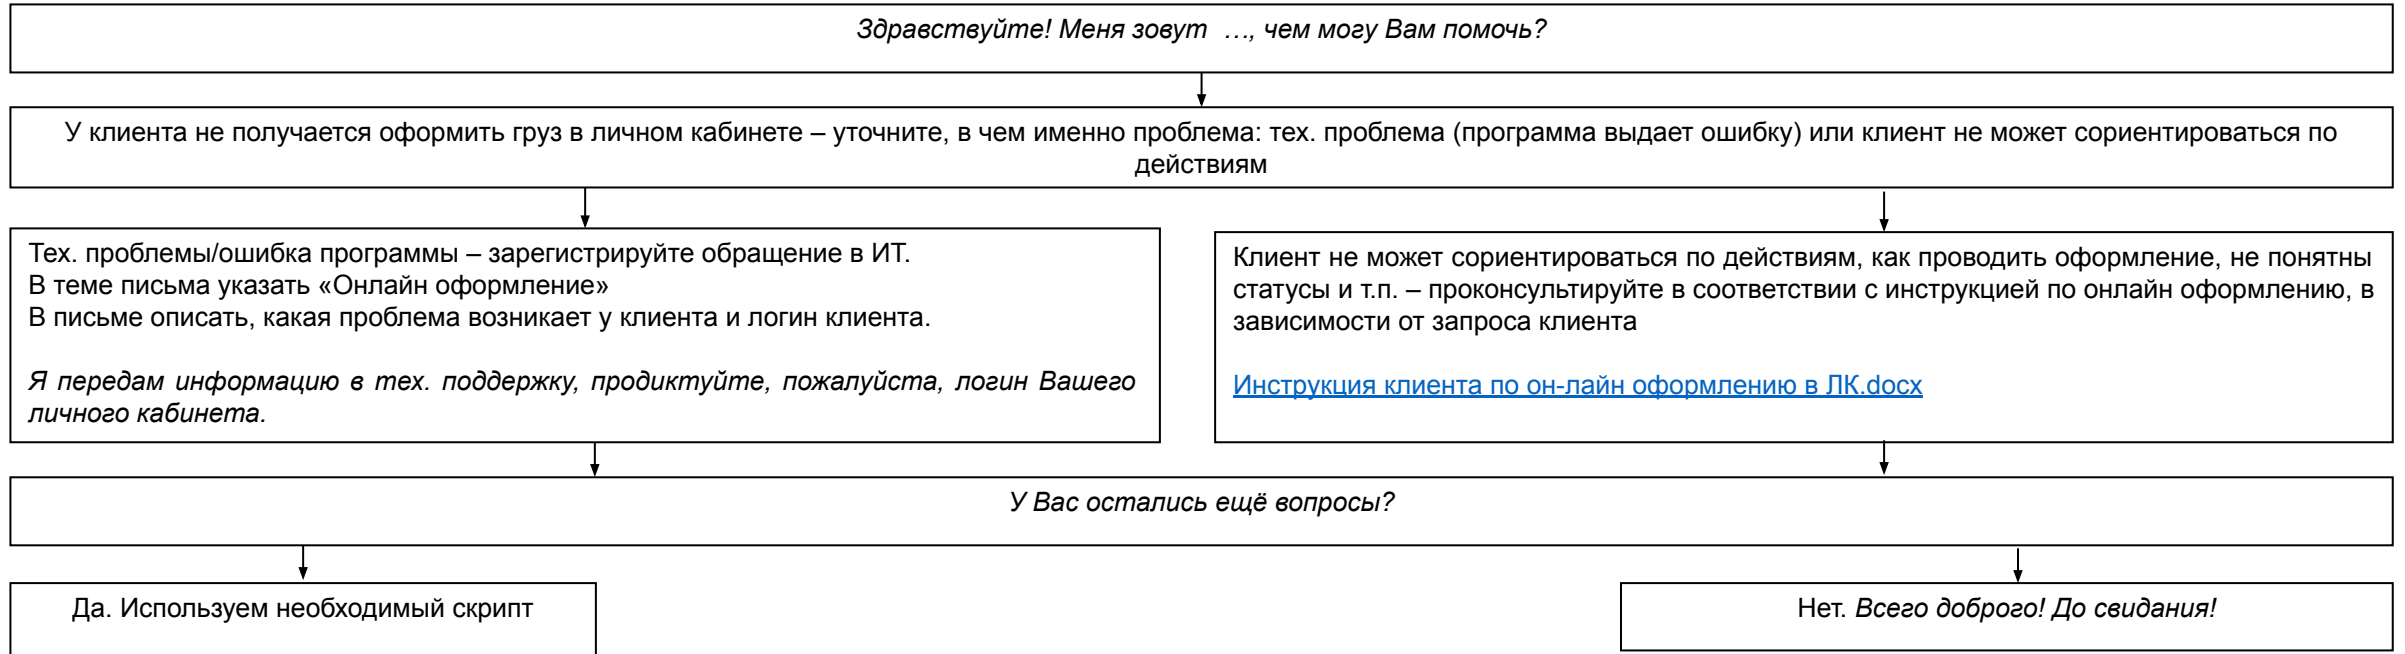 Здравствуйте! Меня зовут  …, чем могу Вам помочь?
У клиента не получается оформить груз в личном кабинете – уточните, в чем именно проблема: тех. проблема (программа выдает ошибку) или клиент не может сориентироваться по
действиям
Тех. проблемы/ошибка программы – зарегистрируйте обращение в ИТ.
В теме письма указать «Онлайн оформление»
В письме описать, какая проблема возникает у клиента и логин клиента.
Я передам информацию в тех. поддержку, продиктуйте, пожалуйста, логин Вашего
личного кабинета.
Клиент не может сориентироваться по действиям, как проводить оформление, не понятны
статусы и т.п. – проконсультируйте в соответствии с инструкцией по онлайн оформлению, в
зависимости от запроса клиента
Инструкция клиента по он-лайн оформлению в ЛК.docx
У Вас остались ещё вопросы?
Да. Используем необходимый скрипт
Нет. Всего доброго! До свидания!